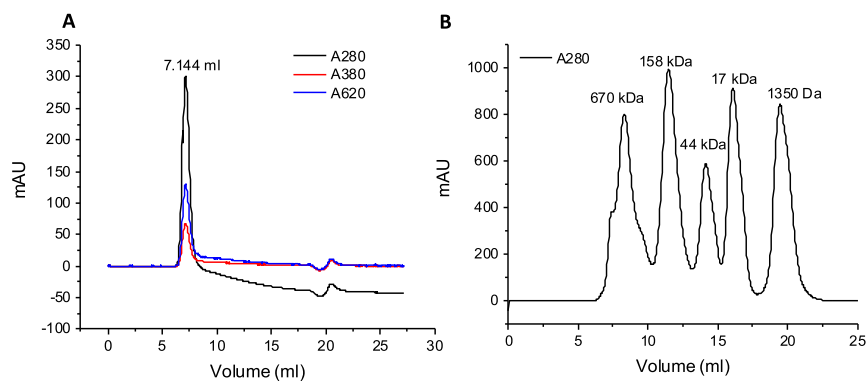 A
7.144 ml
A280
A380
A620
350
300
250
200
150
100
50
0
-50
-100
mAU
0 5 10 15 20 25 30
Volume (ml)
B
A280
670 kDa
158 kDa
44 kDa
17 kDa
1350 Da
1000
800
600
400
200
0
mAU
0 5 10 15 20 25
Volume (ml)